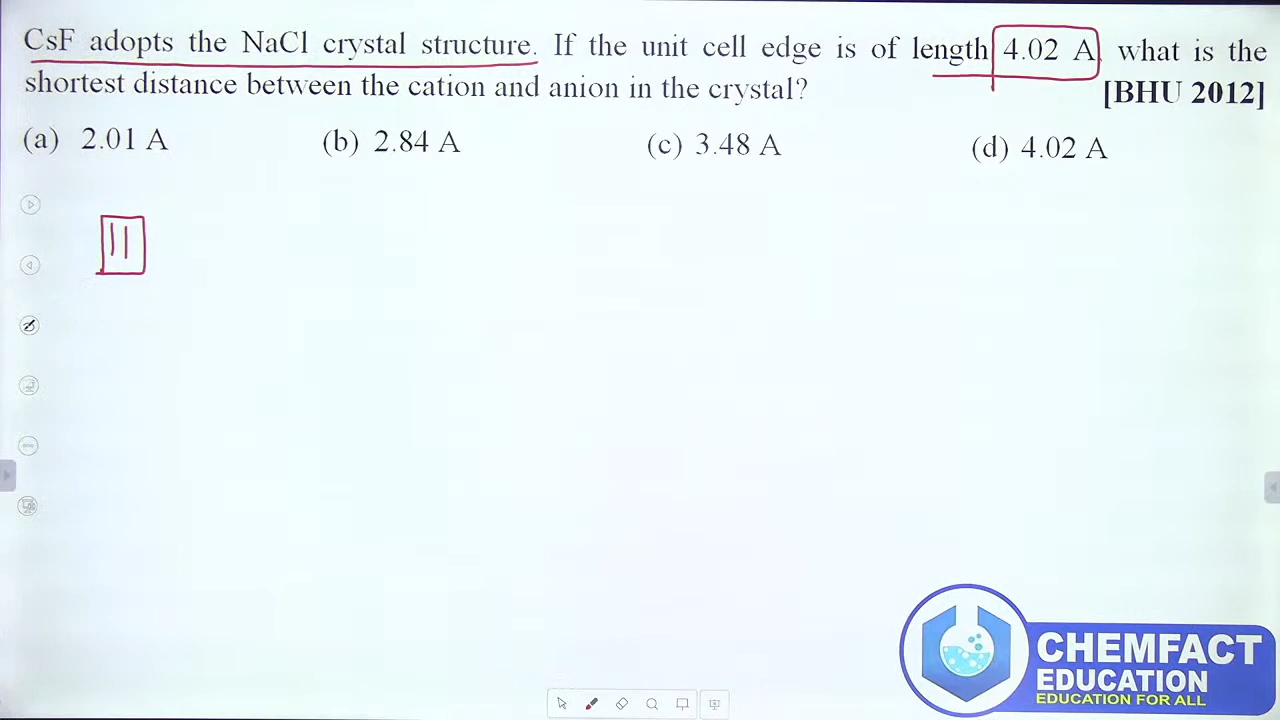 CsF adopts the NaCl crystal structure. If the unit cell edge is of length 4.02 A, what is the
shortest distance between the cation and anion in the crystal? [BHU 2012]
(a) 2.01 A (b) 2.84 A (c) 3.48 A (d) 4.02 A
11
CHEMFACT
EDUCATION
EDUCATION FOR ALL